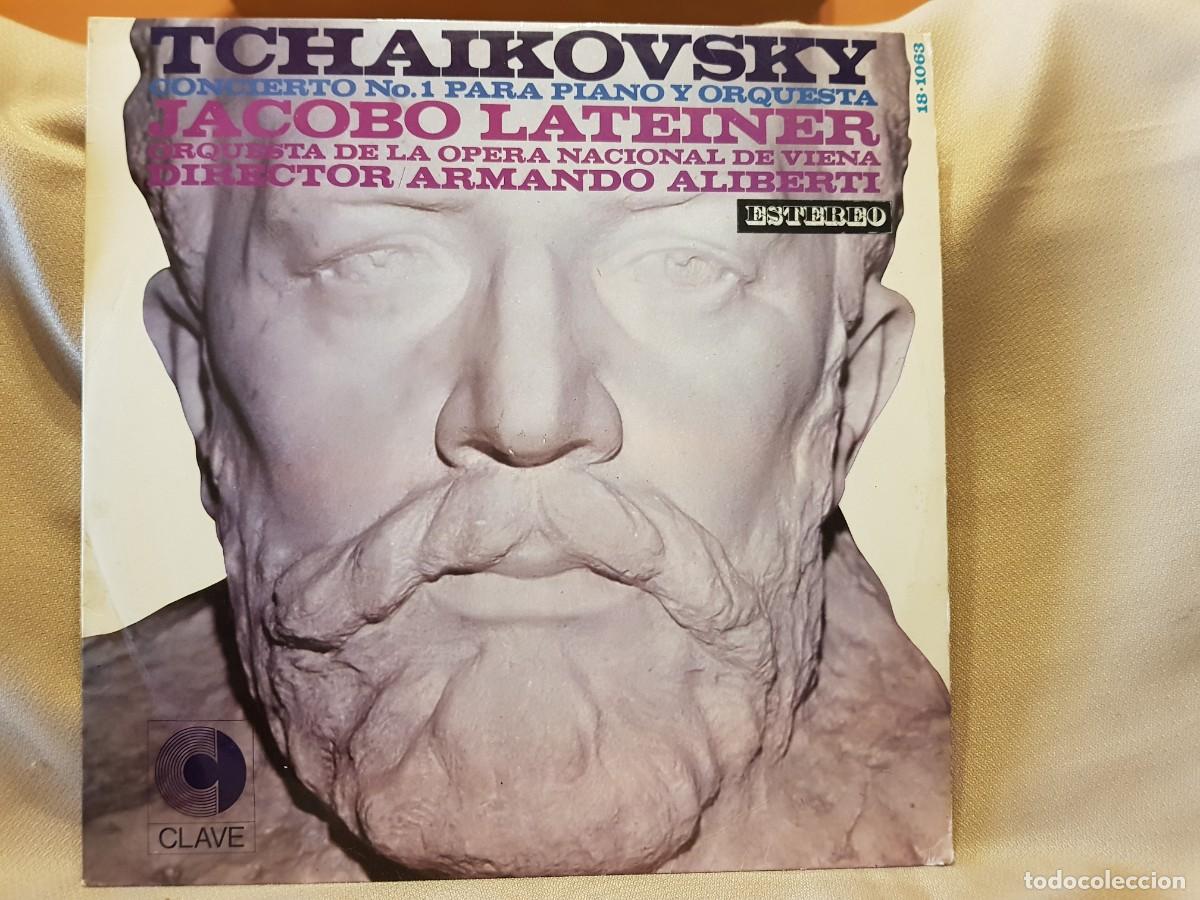 TCHAIKOVSKY
CONCIERTO No.1 PARA PIANO Y ORQUESTA
JACOBO LATEINER
ORQUESTA DE LA OPERA NACIONAL DE VIENA
DIRECTOR/ARMANDO ALIBERTI
18·1063
ESTEREO
CLAVE
todocoleccion